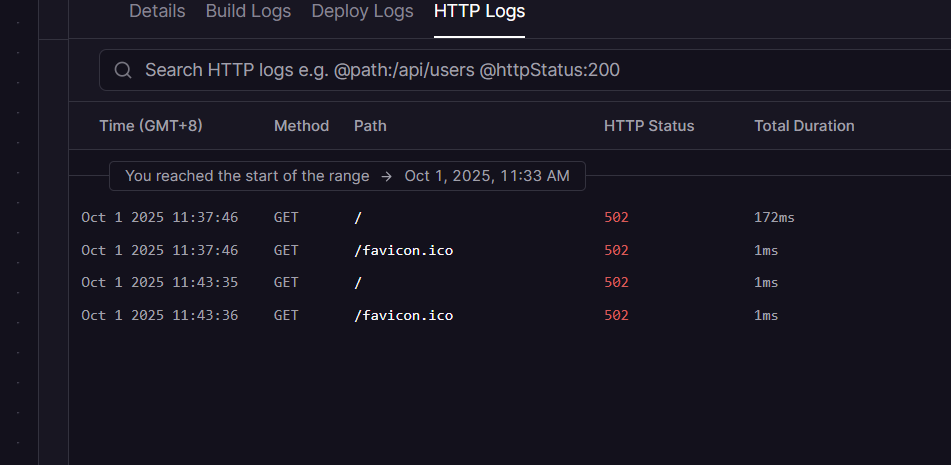 Details Build Logs Deploy Logs HTTP Logs
Search HTTP logs e.g. @path:/api/users @httpStatus:200
Time (GMT+8) Method Path HTTP Status Total Duration
You reached the start of the range → Oct 1, 2025, 11:33 AM
Oct 1 2025 11:37:46 GET / 502 172ms
Oct 1 2025 11:37:46 GET /favicon.ico 502 1ms
Oct 1 2025 11:43:35 GET / 502 1ms
Oct 1 2025 11:43:36 GET /favicon.ico 502 1ms